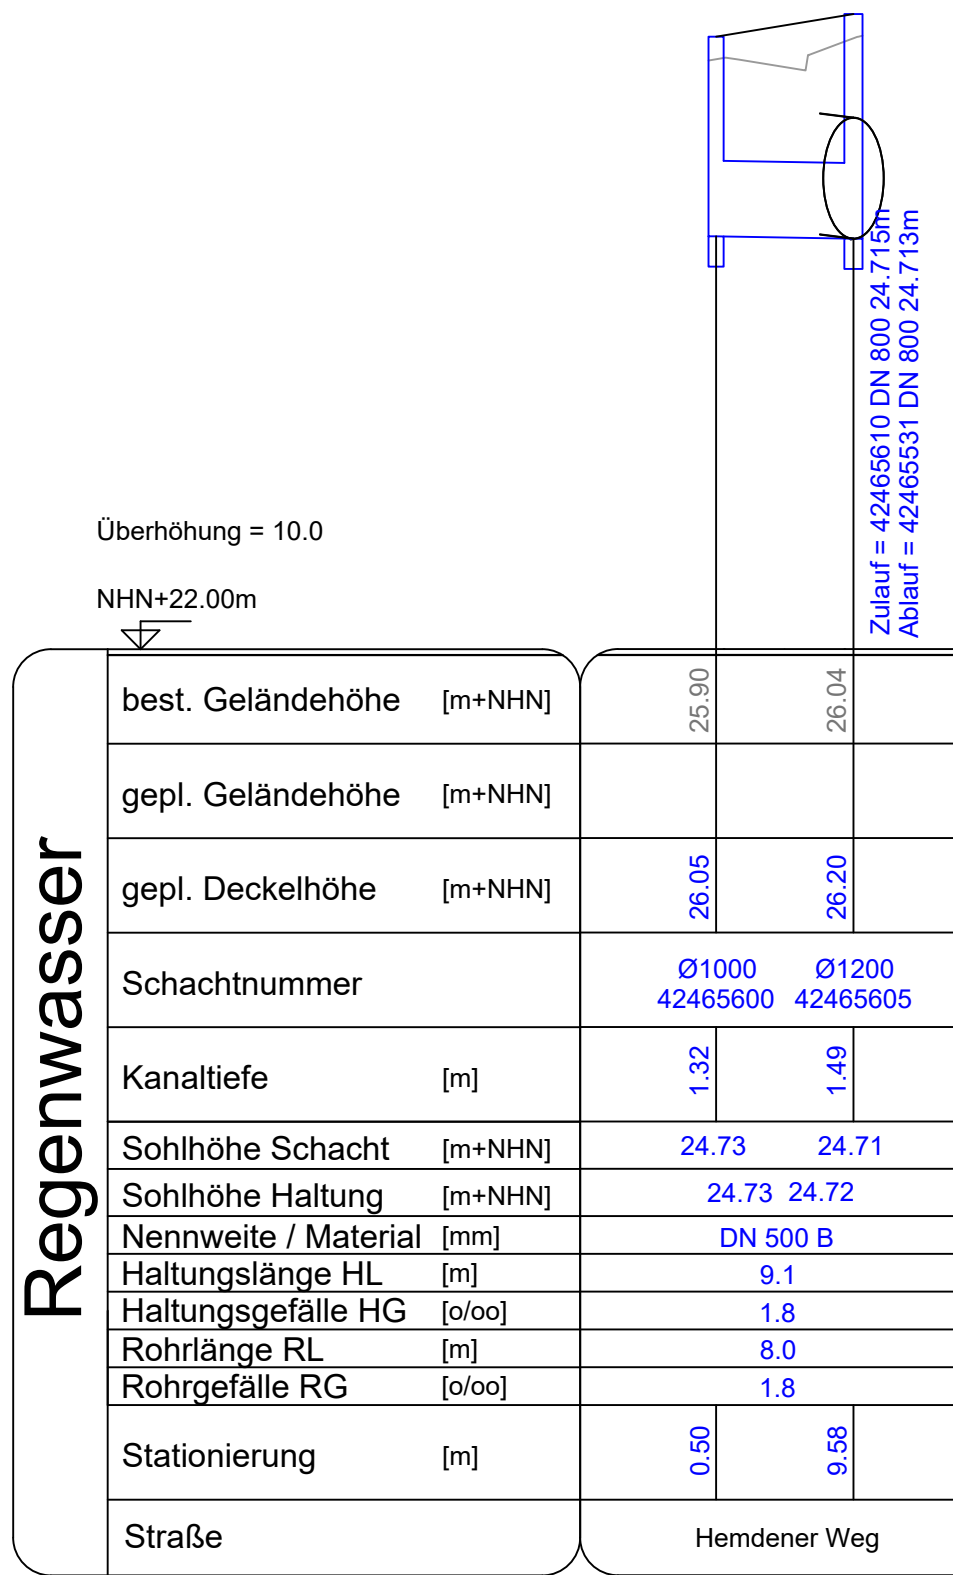 Zulauf = 42465610 DN 800 24.715m
Ablauf = 42465531 DN 800 24.713m
Überhöhung = 10.0
NHN+22.00m
Regenwasser
best. Geländehöhe [m+NHN] 25.90 26.04
gepl. Geländehöhe [m+NHN]
gepl. Deckelhöhe [m+NHN] 26.05 26.20
Schachtnummer
Ø1000 Ø1200
42465600 42465605
Kanaltiefe [m] 1.32 1.49
Sohlhöhe Schacht [m+NHN] 24.73 24.71
Sohlhöhe Haltung [m+NHN] 24.73 24.72
Nennweite / Material [mm] DN 500 B
Haltungslänge HL [m] 9.1
Haltungsgefälle HG [o/oo] 1.8
Rohrlänge RL [m] 8.0
Rohrgefälle RG [o/oo] 1.8
Stationierung [m] 0.50 9.58
Straße Hemdener Weg